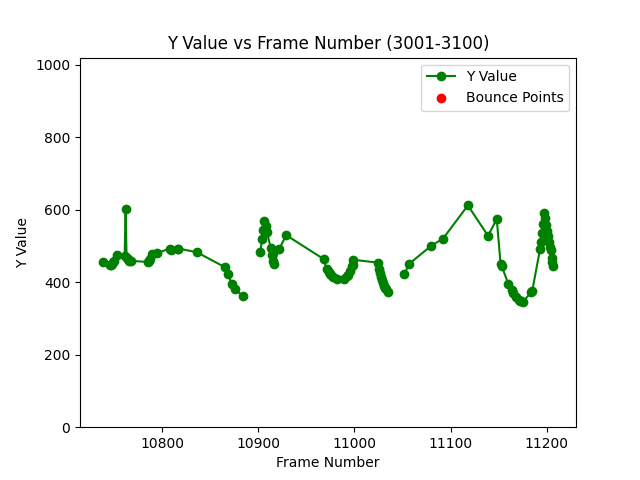 Y Value vs Frame Number (3001-3100)
Y Value
Bounce Points
1000
800
600
400
200
0
Y Value
10800
10900
11000
11100
11200
Frame Number